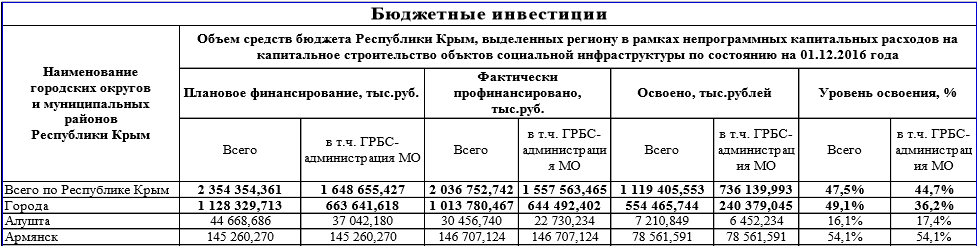 Бюджетные инвестиции
Наименование
городских округов
и муниципальных
районов
Республики Крым
Объем средств бюджета Республики Крым, выделенных региону в рамках непрограммных капитальных расходов на
капитальное строительство объктов социальной инфраструктуры по состоянию на 01.12.2016 года
Плановое финансирование, тыс.руб.
Фактически
профинансировано,
тыс.руб.
Освоено, тыс.рублей
Уровень освоения, %
Всего
в т.ч. ГРБС-
администрация МО
Всего
в т.ч. ГРБС-
администраци
я МО
Всего
в т.ч. ГРБС-
администрац
ия МО
Всего
в т.ч. ГРБС-
администрац
ия МО
Всего по Республике Крым 2 354 354,361 1 648 655,427 2 036 752,742 1 557 563,465 1 119 405,553 736 139,993 47,5% 44,7%
Города 1 128 329,713 663 641,618 1 013 780,467 644 492,402 554 465,744 240 379,045 49,1% 36,2%
Алушта 44 668,686 37 042,180 30 456,740 22 730,234 7 210,849 6 452,234 16,1% 17,4%
Армянск 145 260,270 145 260,270 146 707,124 146 707,124 78 561,591 78 561,591 54,1% 54,1%